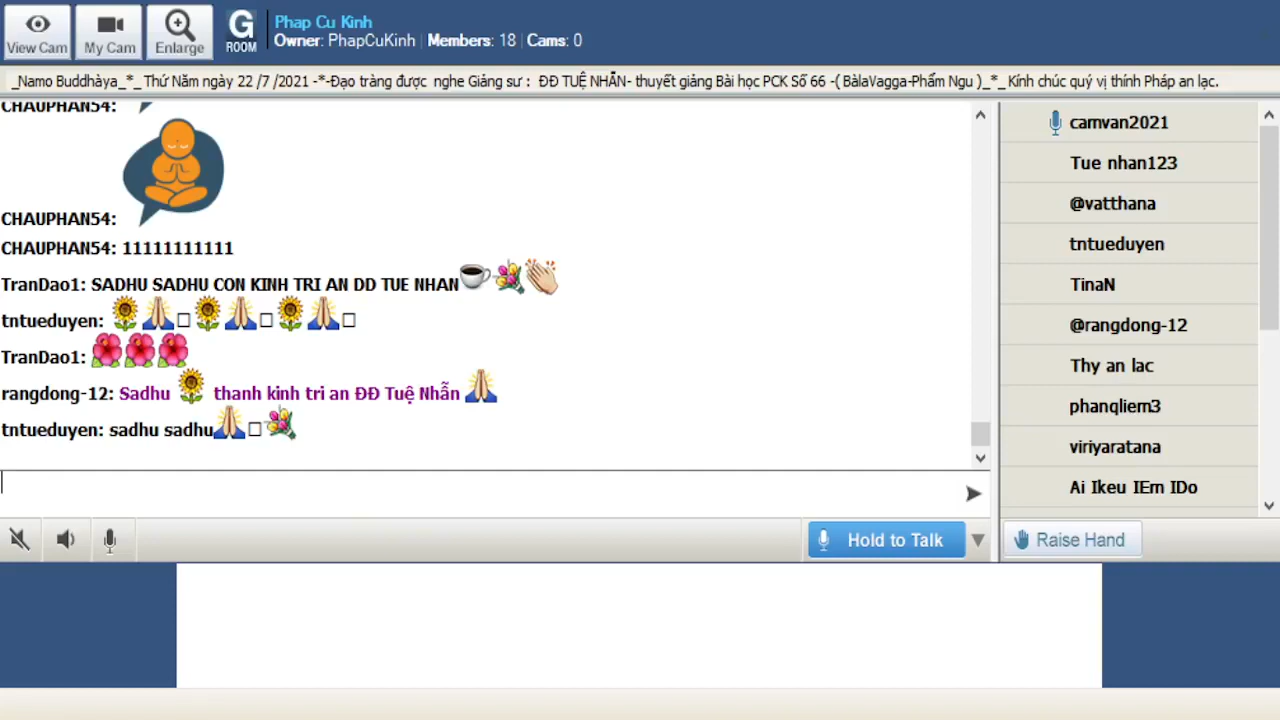 Phap Cu Kinh
View Cam
My Cam
Enlarge
G
ROOM
Owner: PhapCuKinh Members: 18 Cams: 0
_Namo Buddhàya_*_ Thứ Năm ngày 22 /7 /2021 -*-Đạo tràng được nghe Giảng sư : ĐĐ TUỆ NHẪN- thuyết giảng Bài học PCK Số 66 -( BàlaVagga-Phẩm Ngu )_*_ Kính chúc quý vị thính Pháp an lạc.
CHAUPHAN54:
CHAUPHAN54:
CHAUPHAN54: 11111111111
TranDao1: SADHU SADHU CON KINH TRI AN DD TUE NHAN
tntueduyen:
TranDao1:
rangdong-12: Sadhu thanh kinh tri an ĐĐ Tuệ Nhẫn
tntueduyen: sadhu sadhu
camvan2021
Tue nhan123
@vatthana
tntueduyen
TinaN
@rangdong-12
Thy an lac
phanqliem3
viriyaratana
Ai Ikeu IEm IDo
Hold to Talk
Raise Hand